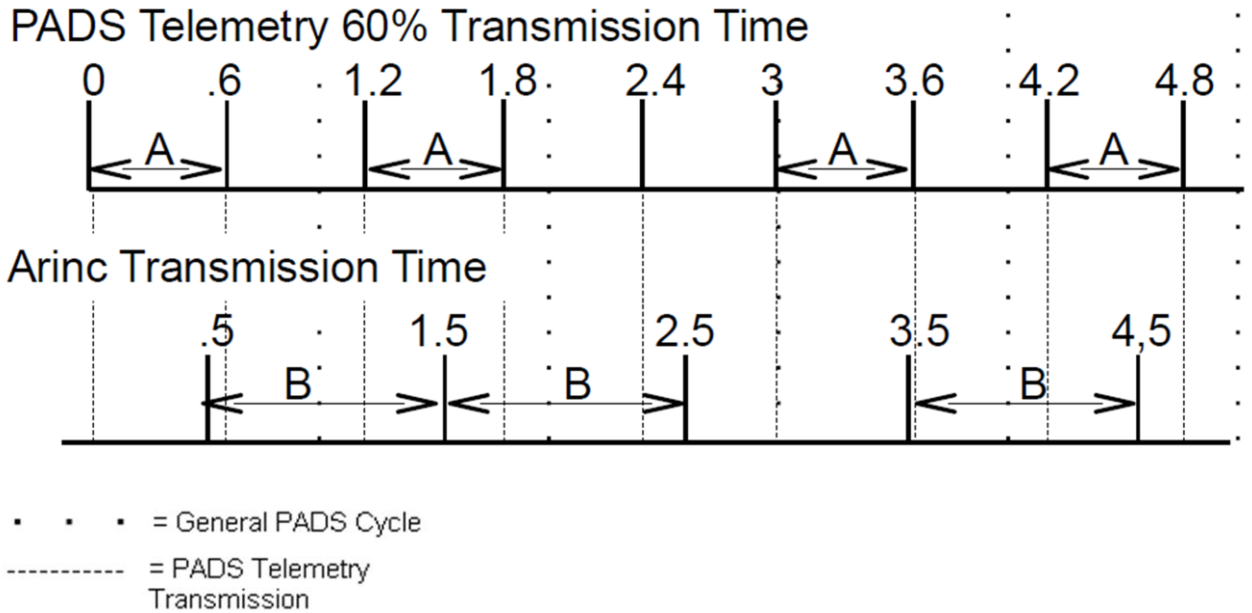 PADS Telemetry 60% Transmission Time
0 .6 1.2 1.8 2.4 3 3.6 4.2 4.8
A A A A
Arinc Transmission Time
.5 1.5 2.5 3.5 4,5
B B B
= General PADS Cycle
= PADS Telemetry
Transmission